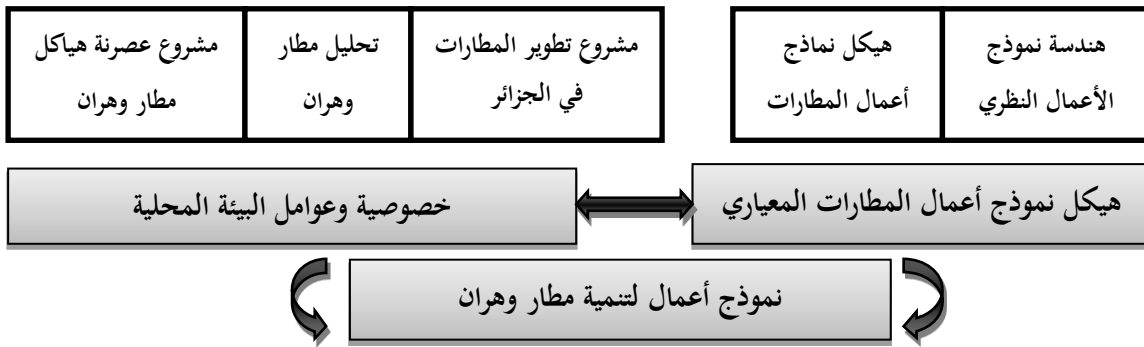 هندسة نموذج
الأعمال النظري
هيكل نماذج
أعمال المطارات
مشروع تطوير المطارات
في الجزائر
تحليل مطار
وهران
مشروع عصرنة هياكل
مطار وهران
هيكل نموذج أعمال المطارات المعياري
خصوصية وعوامل البيئة المحلية
نموذج أعمال لتنمية مطار وهران